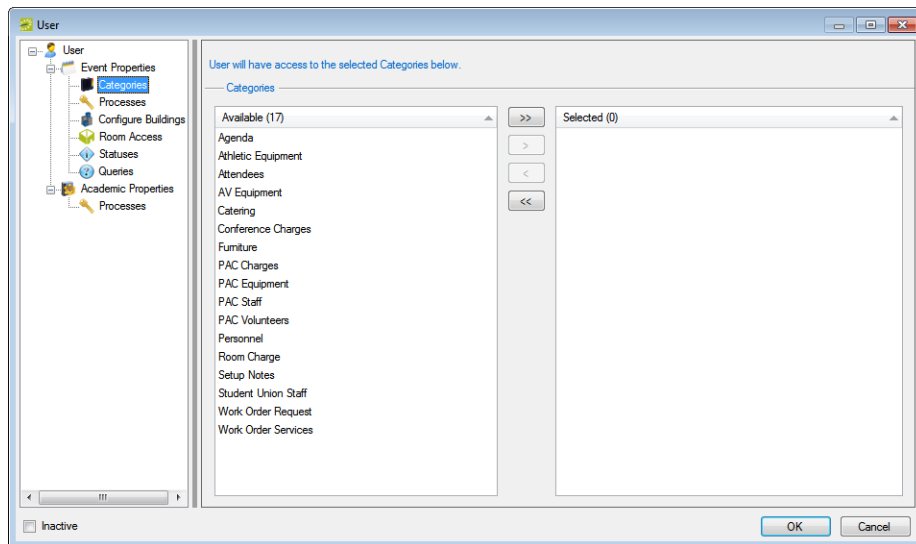 User
User
Event Properties
Categories
Processes
Configure Buildings
Room Access
Statuses
Queries
Academic Properties
Processes
User will have access to the selected Categories below.
Categories
Available (17)
Agenda
Athletic Equipment
Attendees
AV Equipment
Catering
Conference Charges
Furniture
PAC Charges
PAC Equipment
PAC Staff
PAC Volunteers
Personnel
Room Charge
Setup Notes
Student Union Staff
Work Order Request
Work Order Services
>>
>
<
<<
Selected (0)
Inactive
OK
Cancel